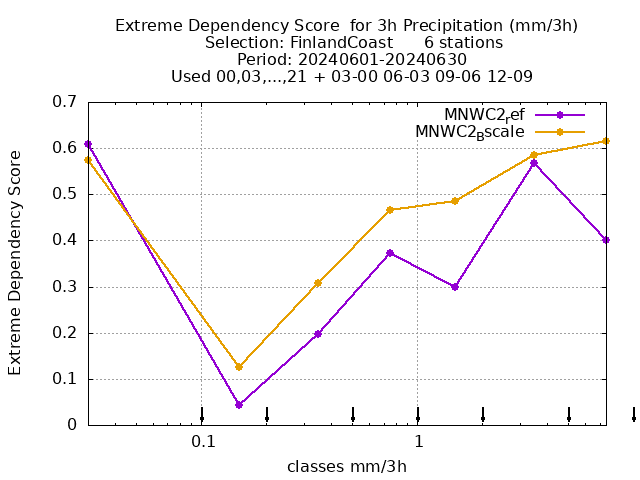 Extreme Dependency Score  for 3h Precipitation (mm/3h)
Selection: FinlandCoast      6 stations
Period: 20240601-20240630
Used 00,03,...,21 + 03-00 06-03 09-06 12-09
MNWC2ref
MNWC2Bscale
Extreme Dependency Score
0.7
0.6
0.5
0.4
0.3
0.2
0.1
0
0.1
1
classes mm/3h